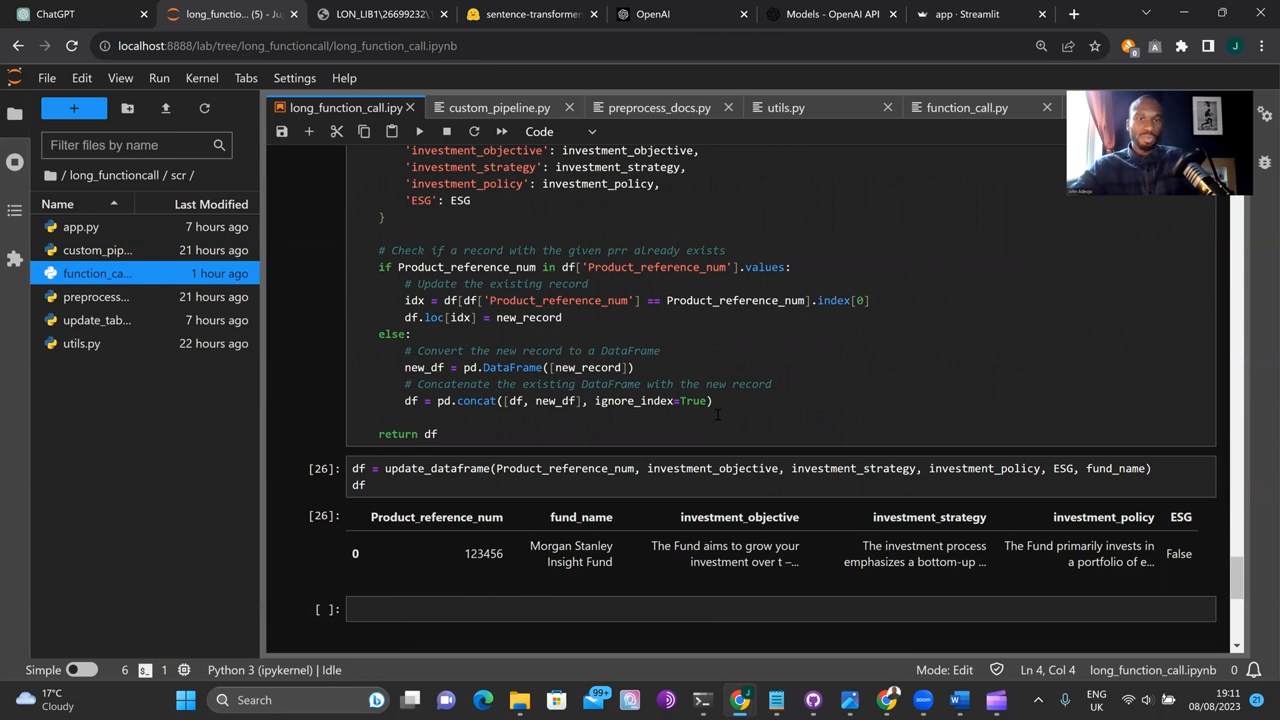 ChatGPT
long_functio... (5) - Ju
LON_LIB1\26699232\
sentence-transformer
OpenAI
Models - OpenAI API
app · Streamlit
localhost:8888/lab/tree/long_functioncall/long_function_call.ipynb
0
A
J
File Edit View Run Kernel Tabs Settings Help
long_function_call.ipy
custom_pipeline.py
preprocess_docs.py
utils.py
function_call.py
Code
Filter files by name
/ long_functioncall / scr /
Name
Last Modified
app.py 7 hours ago
custom_pip... 21 hours ago
function_ca... 1 hour ago
preprocess... 21 hours ago
update_tab... 7 hours ago
utils.py 22 hours ago
John Adeojo
'investment_objective': investment_objective,
'investment_strategy': investment_strategy,
'investment_policy': investment_policy,
'ESG': ESG
}
# Check if a record with the given prr already exists
if Product_reference_num in df['Product_reference_num'].values:
# Update the existing record
idx = df[df['Product_reference_num'] == Product_reference_num].index[0]
df.loc[idx] = new_record
else:
# Convert the new record to a DataFrame
new_df = pd.DataFrame([new_record])
# Concatenate the existing DataFrame with the new record
df = pd.concat([df, new_df], ignore_index=True)
return df
[26]: df = update_dataframe(Product_reference_num, investment_objective, investment_strategy, investment_policy, ESG, fund_name)
df
[26]: Product_reference_num fund_name investment_objective investment_strategy investment_policy ESG
0 123456 Morgan Stanley Insight Fund The Fund aims to grow your investment over t –... The investment process emphasizes a bottom-up ... The Fund primarily invests in a portfolio of e... False
[ ]:
Simple 6 $_ 1 Python 3 (ipykernel) | Idle Mode: Edit Ln 4, Col 4 long_function_call.ipynb 0
17°C
Cloudy
Search
99+
ENG
UK
19:11
08/08/2023
21